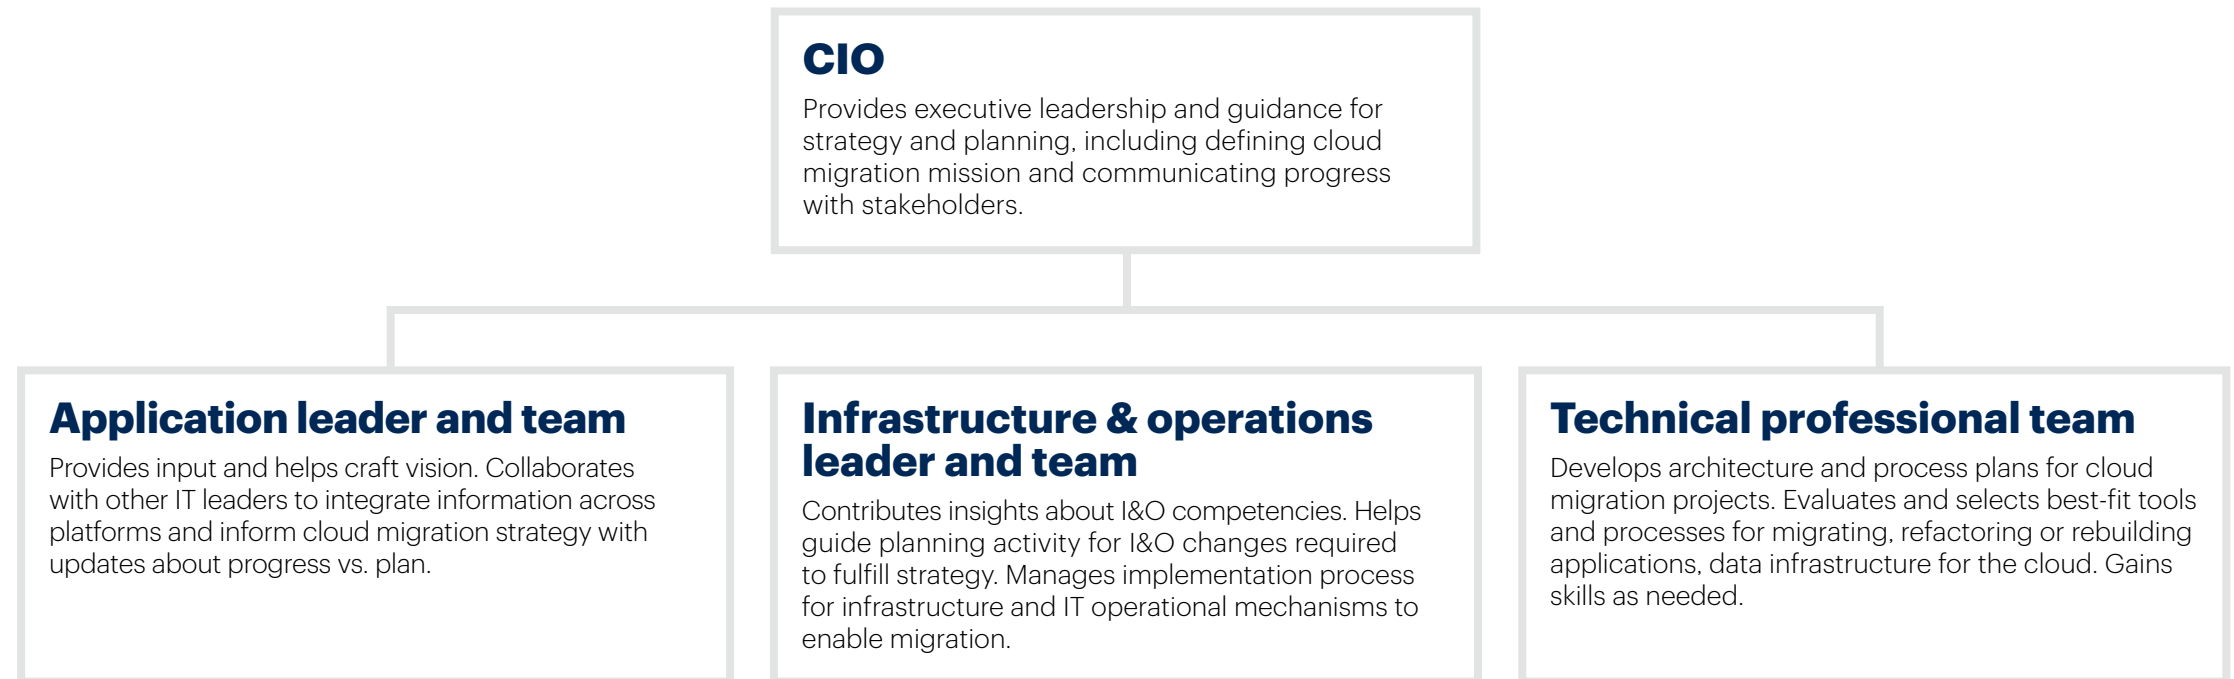 CIO
Provides executive leadership and guidance for
strategy and planning, including defining cloud
migration mission and communicating progress
with stakeholders.
Application leader and team
Provides input and helps craft vision. Collaborates
with other IT leaders to integrate information across
platforms and inform cloud migration strategy with
updates about progress vs. plan.
Infrastructure & operations
leader and team
Contributes insights about I&O competencies. Helps
guide planning activity for I&O changes required
to fulfill strategy. Manages implementation process
for infrastructure and IT operational mechanisms to
enable migration.
Technical professional team
Develops architecture and process plans for cloud
migration projects. Evaluates and selects best-fit tools
and processes for migrating, refactoring or rebuilding
applications, data infrastructure for the cloud. Gains
skills as needed.